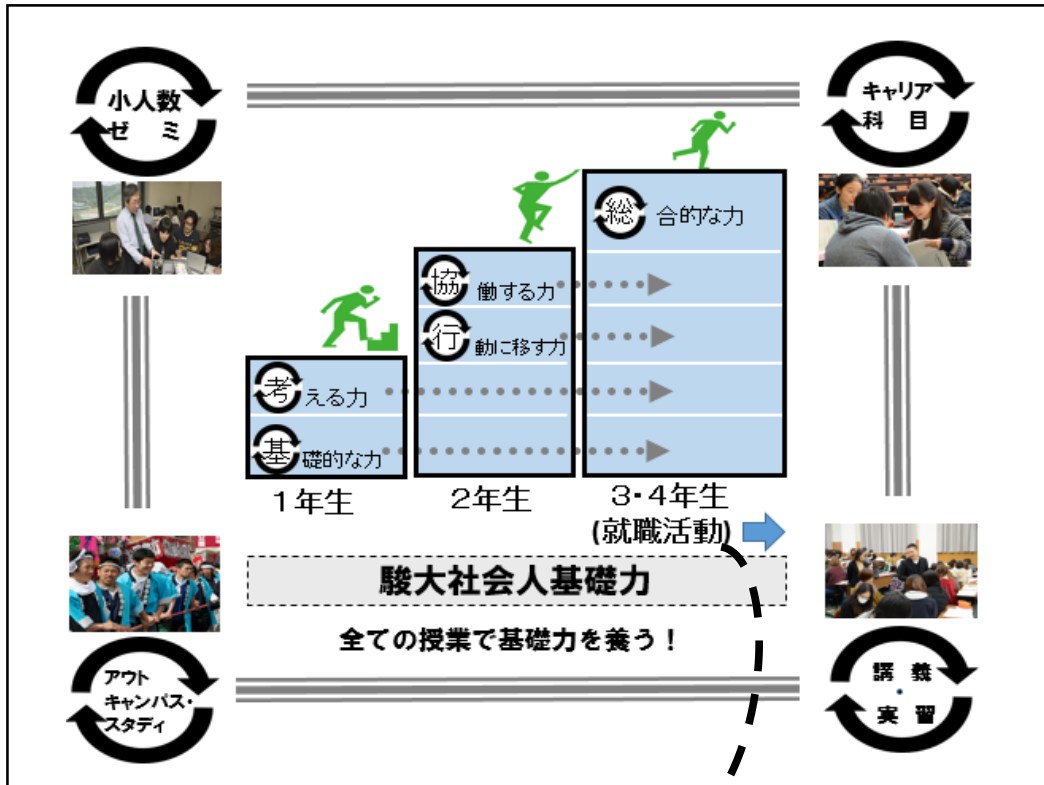 小人数
ゼミ
キャリア
科目
総合的な力
協働する力
行動に移す力
考える力
基礎的な力
１年生
２年生
３・４年生
(就職活動)
駿大社会人基礎力
全ての授業で基礎力を養う！
アウト
キャンパス・
スタディ
講義
・
実習